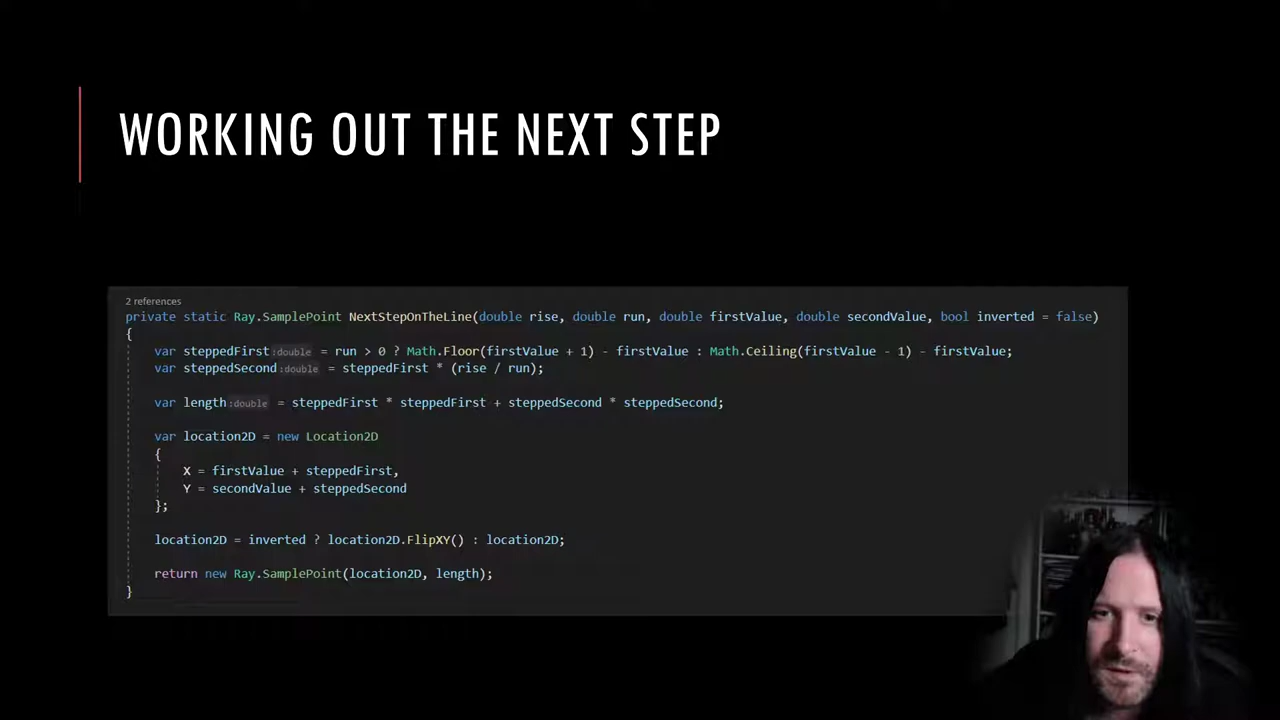 WORKING OUT THE NEXT STEP
2 references
private static Ray.SamplePoint NextStepOnTheLine(double rise, double run, double firstValue, double secondValue, bool inverted = false)
{
var steppedFirst:double = run > 0 ? Math.Floor(firstValue + 1) - firstValue : Math.Ceiling(firstValue - 1) - firstValue;
var steppedSecond:double = steppedFirst * (rise / run);
var length:double = steppedFirst * steppedFirst + steppedSecond * steppedSecond;
var location2D = new Location2D
{
X = firstValue + steppedFirst,
Y = secondValue + steppedSecond
};
location2D = inverted ? location2D.FlipXY() : location2D;
return new Ray.SamplePoint(location2D, length);
}